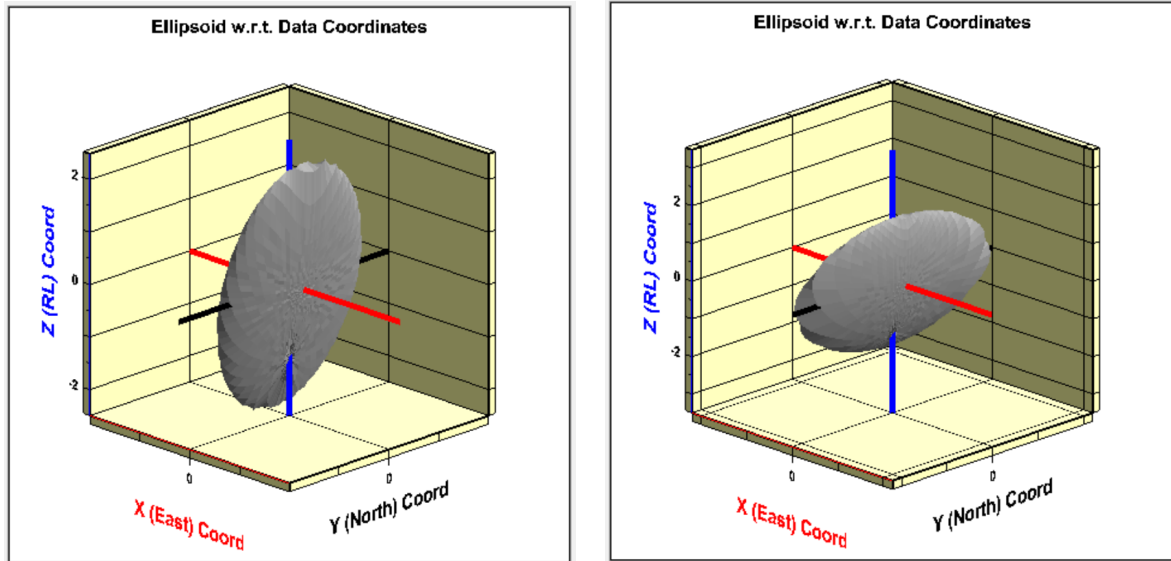 Ellipsoid w.r.t. Data Coordinates
2
0
-2
Z (RL) Coord
0
0
X (East) Coord
Y (North) Coord
Ellipsoid w.r.t. Data Coordinates
2
0
-2
Z (RL) Coord
0
0
X (East) Coord
Y (North) Coord